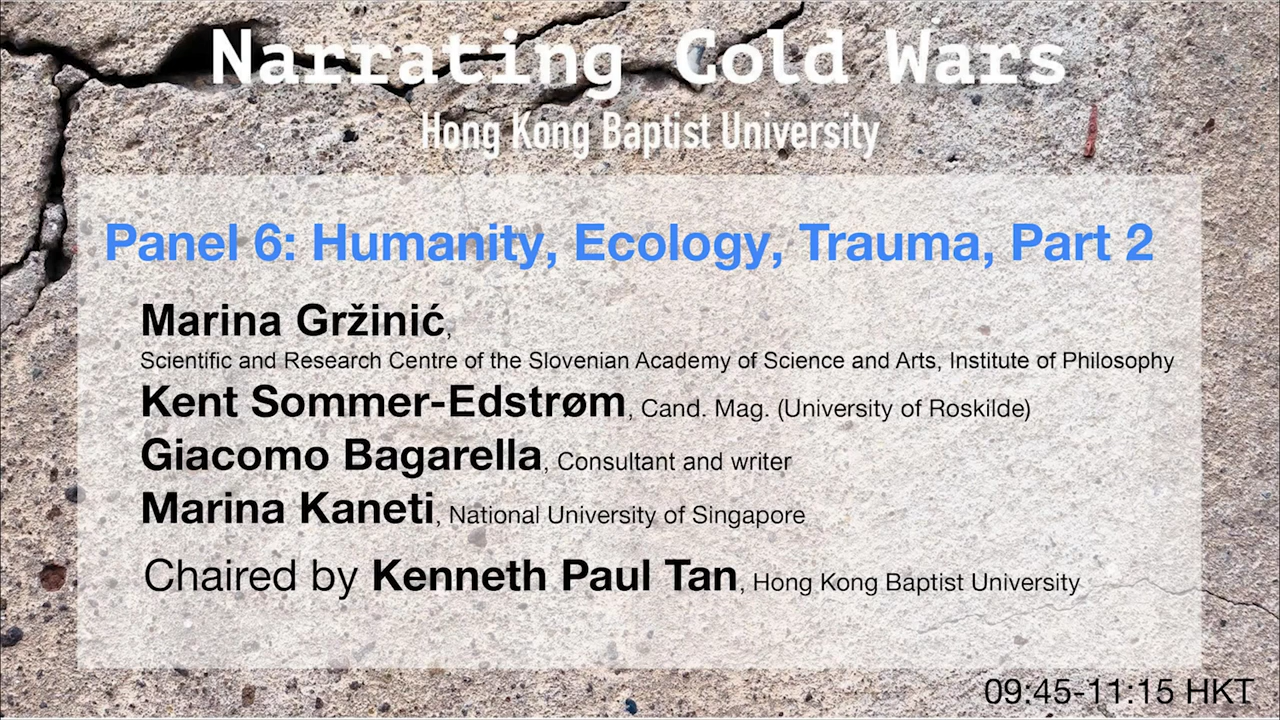 Narrating Cold Wars
Hong Kong Baptist University
Panel 6: Humanity, Ecology, Trauma, Part 2
Marina Gržinić,
Scientific and Research Centre of the Slovenian Academy of Science and Arts, Institute of Philosophy
Kent Sommer-Edstrøm, Cand. Mag. (University of Roskilde)
Giacomo Bagarella, Consultant and writer
Marina Kaneti, National University of Singapore
Chaired by Kenneth Paul Tan, Hong Kong Baptist University
09:45-11:15 HKT